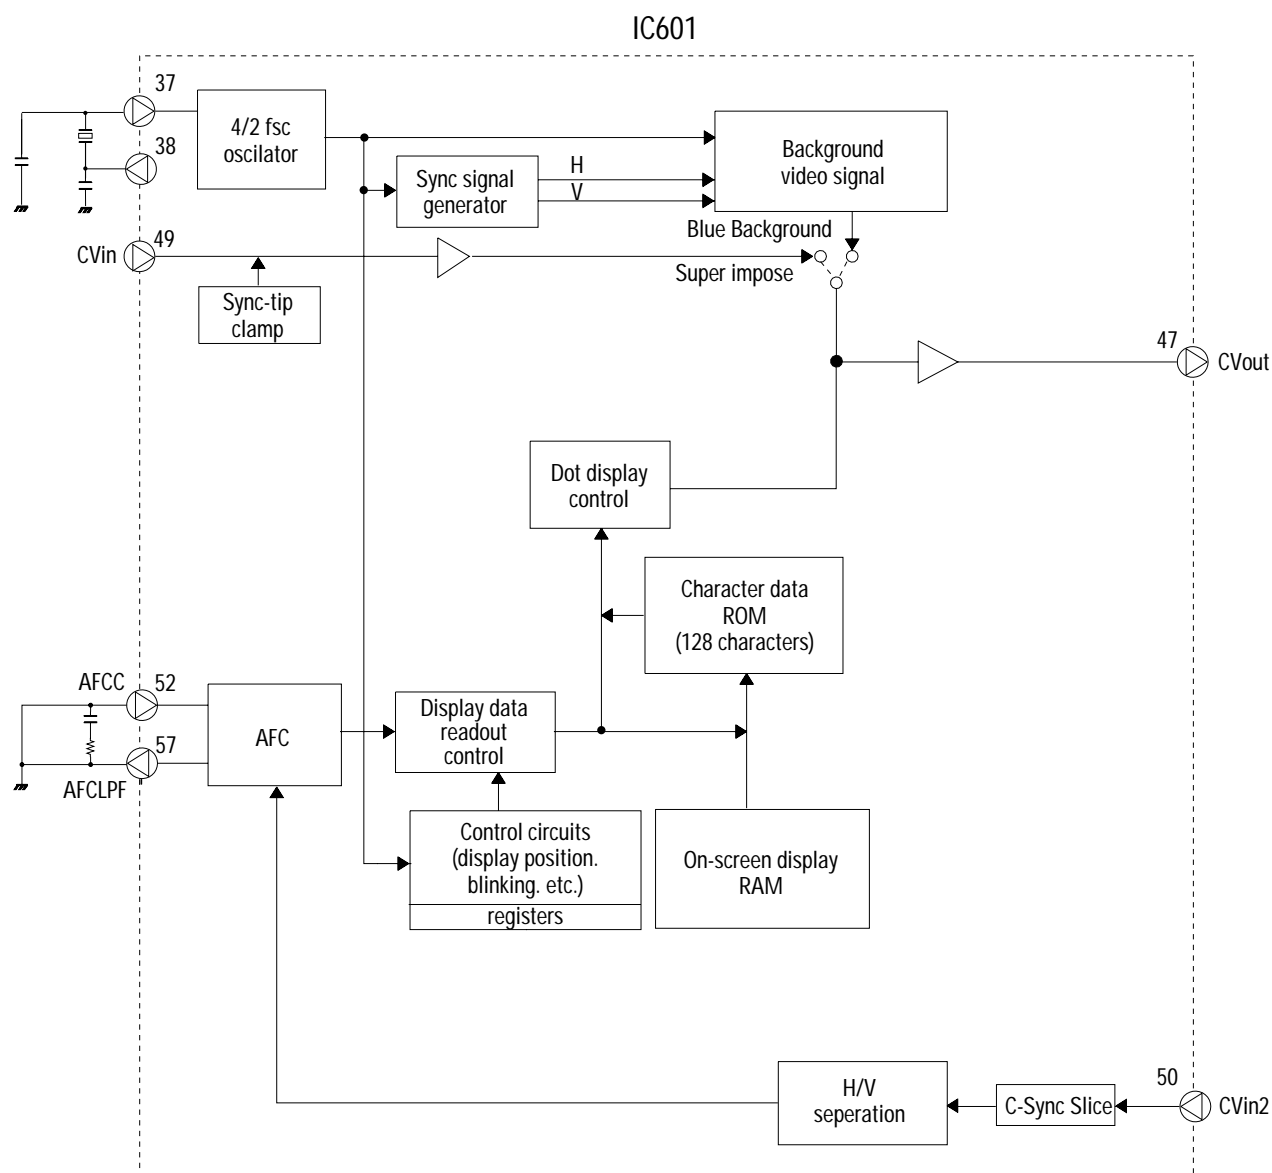 IC601
37
4/2 fsc
oscilator
38
Background
video signal
Sync signal
generator
H
V
Blue Background
CVin
49
Super impose
Sync-tip
clamp
47
CVout
Dot display
control
Character data
ROM
(128 characters)
AFCC
52
AFC
Display data
readout
control
57
AFCLPF
Control circuits
(display position.
blinking. etc.)
registers
On-screen display
RAM
H/V
seperation
C-Sync Slice
50
CVin2